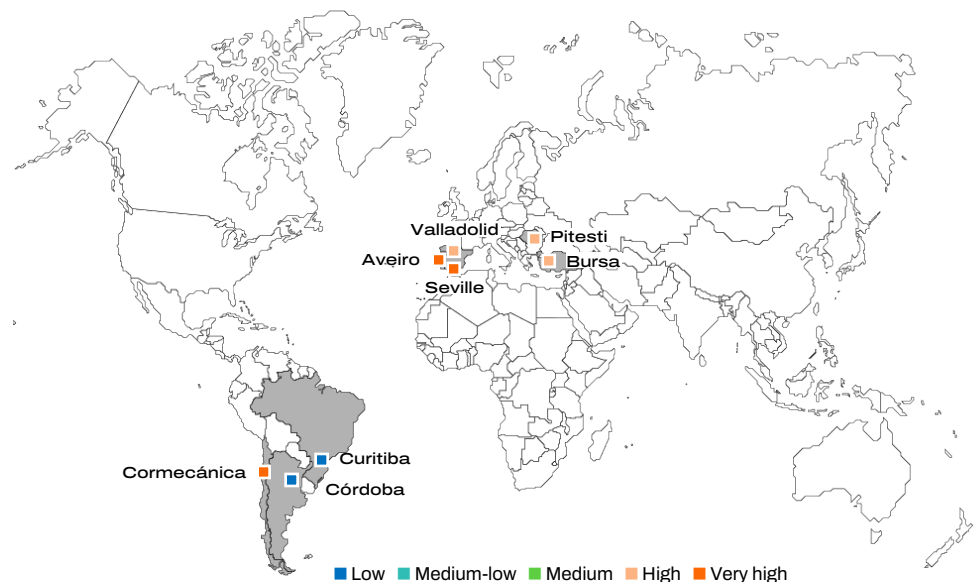 Valladolid
Pitesti
Aveiro
Bursa
Seville
Curitiba
Cormecánica
Córdoba
Low Medium-low Medium High Very high